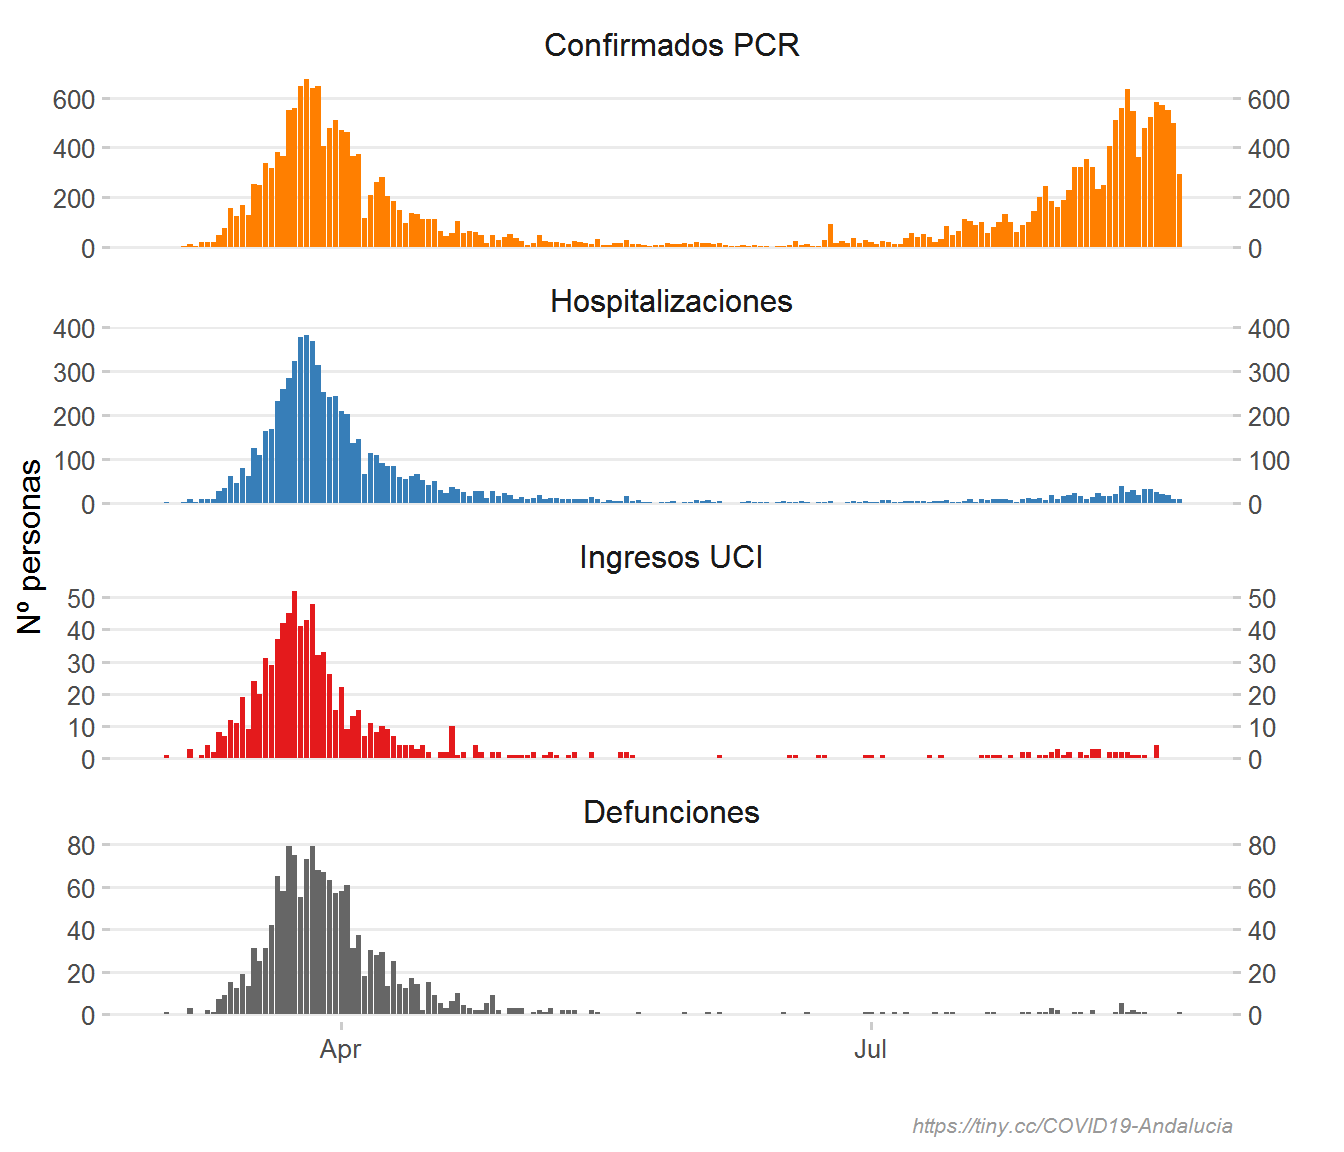 Confirmados PCR
600 600
400 400
200 200
0 0
Hospitalizaciones
400 400
300 300
200 200
100 100
0 0
Nº personas
Ingresos UCI
50 50
40 40
30 30
20 20
10 10
0 0
Defunciones
80 80
60 60
40 40
20 20
0 0
Apr Jul
https://tiny.cc/COVID19-Andalucia